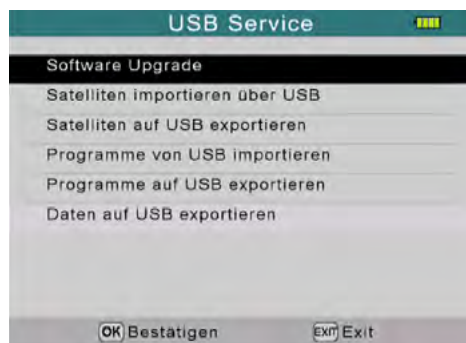 USB Service
Software Upgrade
Satelliten importieren über USB
Satelliten auf USB exportieren
Programme von USB importieren
Programme auf USB exportieren
Daten auf USB exportieren
OK Bestätigen EXIT Exit